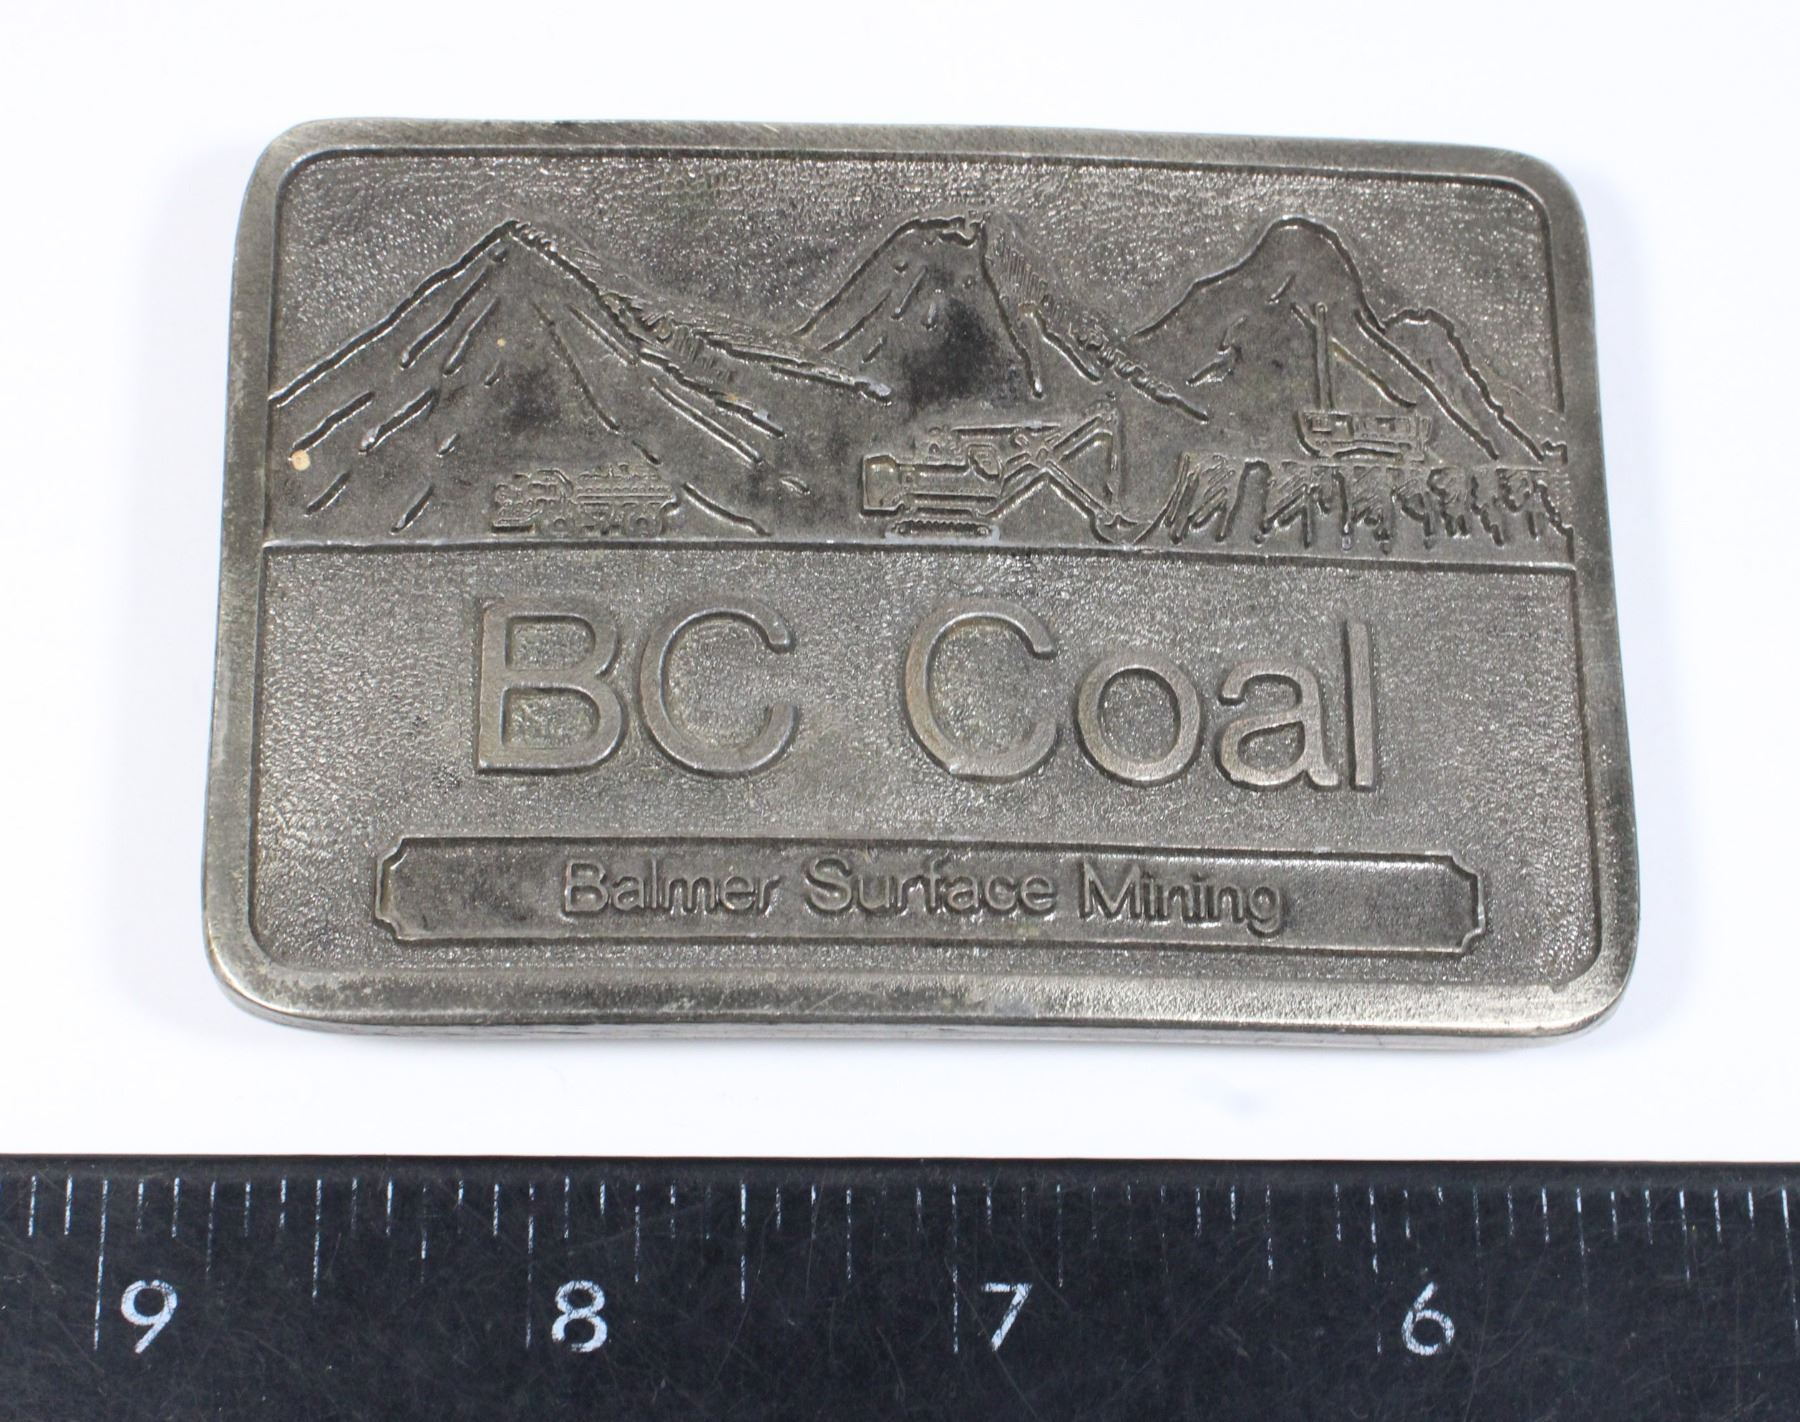 BC Coal
Balmer Surface Mining
9 8 7 6